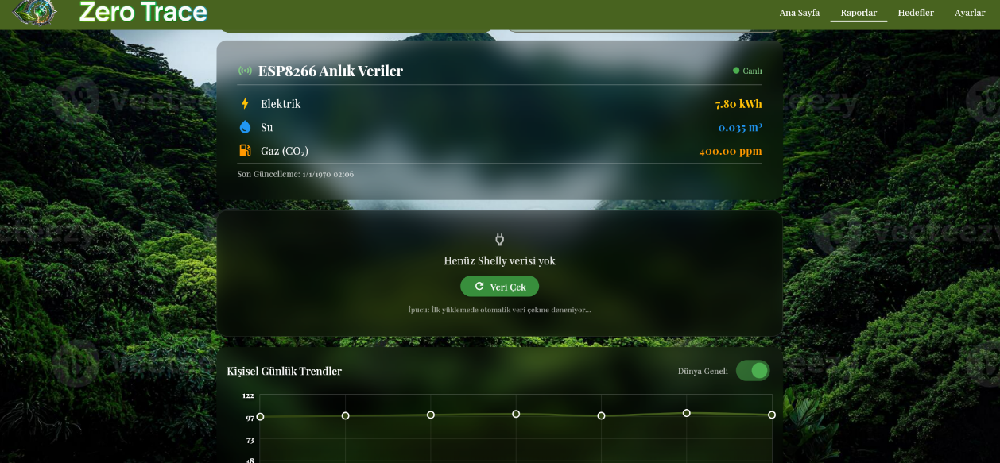 Zero Trace
Ana Sayfa Raporlar Hedefler Ayarlar
ESP8266 Anlık Veriler
Canlı
Elektrik 7.80 kWh
Su 0.035 m³
Gaz (CO₂) 400.00 ppm
Son Güncelleme: 1/1/1970 02:06
Henüz Shelly verisi yok
Veri Çek
İpucu: İlk yüklemede otomatik veri çekme deneniyor...
Kişisel Günlük Trendler
Dünya Geneli
122
97
73
48